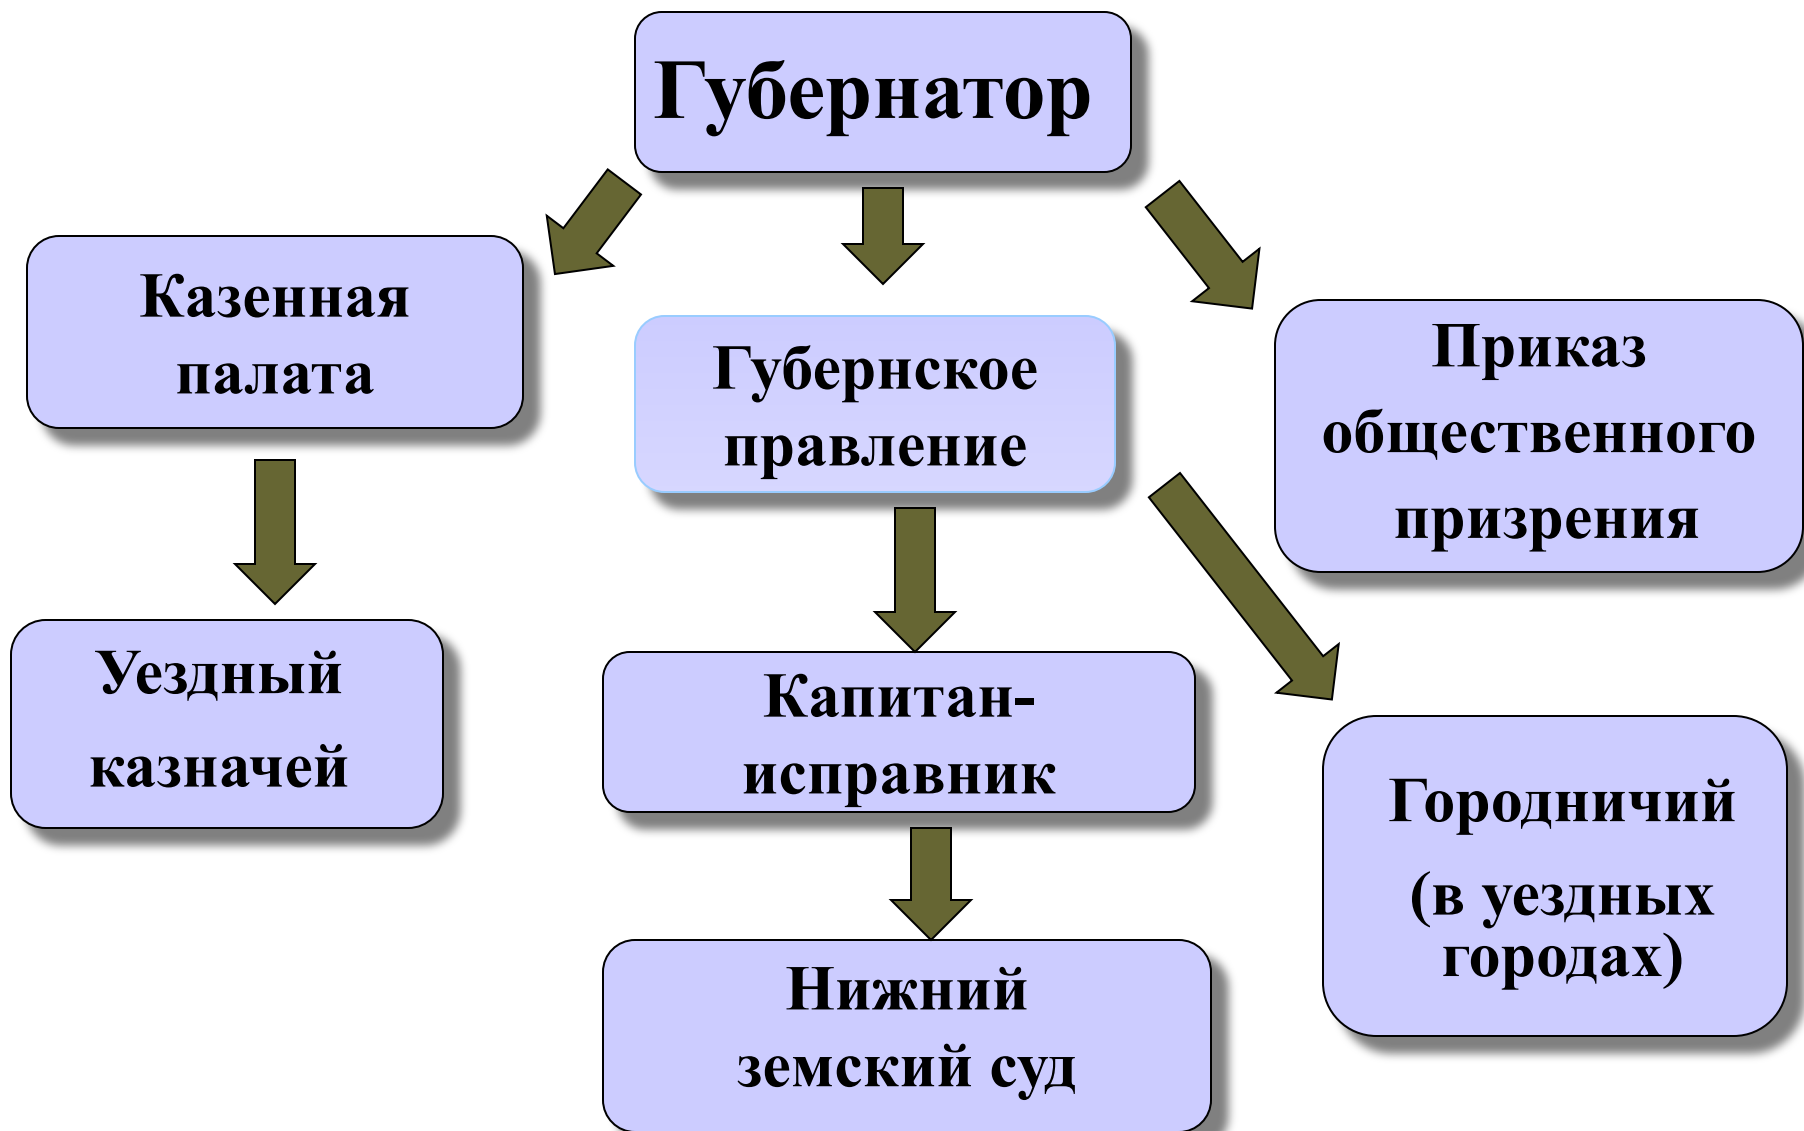 Губернатор
Казенная
палата
Губернское
правление
Приказ
общественного
призрения
Уездный
казначей
Капитан-
исправник
Городничий
(в уездных
городах)
Нижний
земский суд